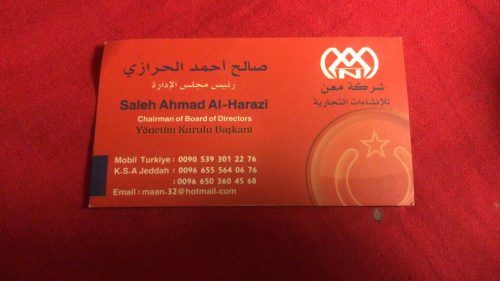 صالح أحمد الحرازي
رئيس مجلس الإدارة
Saleh Ahmad Al-Harazi
Chairman of Board of Directors
Yönetim Kurulu Başkanı
شركة معن
للإنشاءات التجارية
Mobil Turkiye : 0090 539 301 22 76
K.S.A Jeddah : 0096 655 564 06 76
: 0096 650 360 45 68
Email : maan.32@hotmail.com